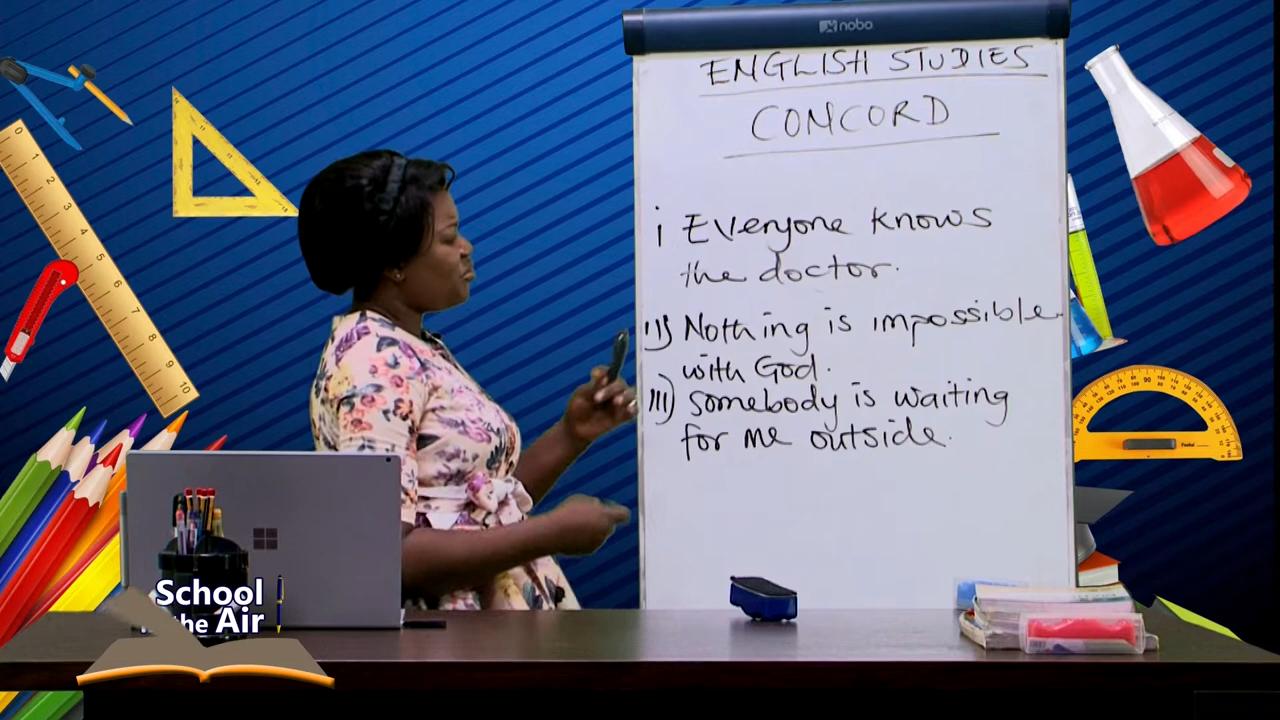 nobo
ENGLISH STUDIES
CONCORD
i Everyone knows
the doctor.
ii) Nothing is impossible
with God.
iii) somebody is waiting
for me outside.
School
the Air